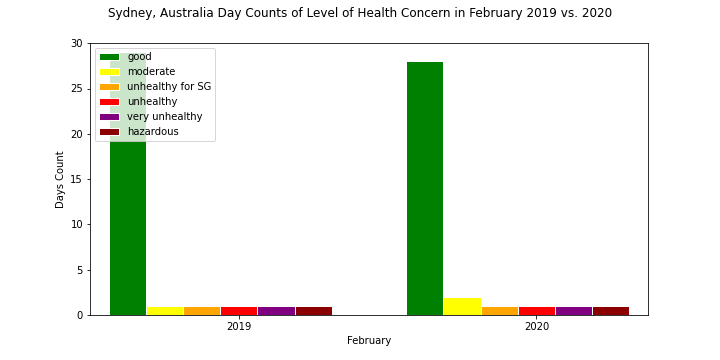 Sydney, Australia Day Counts of Level of Health Concern in February 2019 vs. 2020
30
25
20
15
10
5
0
Days Count
good
moderate
unhealthy for SG
unhealthy
very unhealthy
hazardous
2019
2020
February